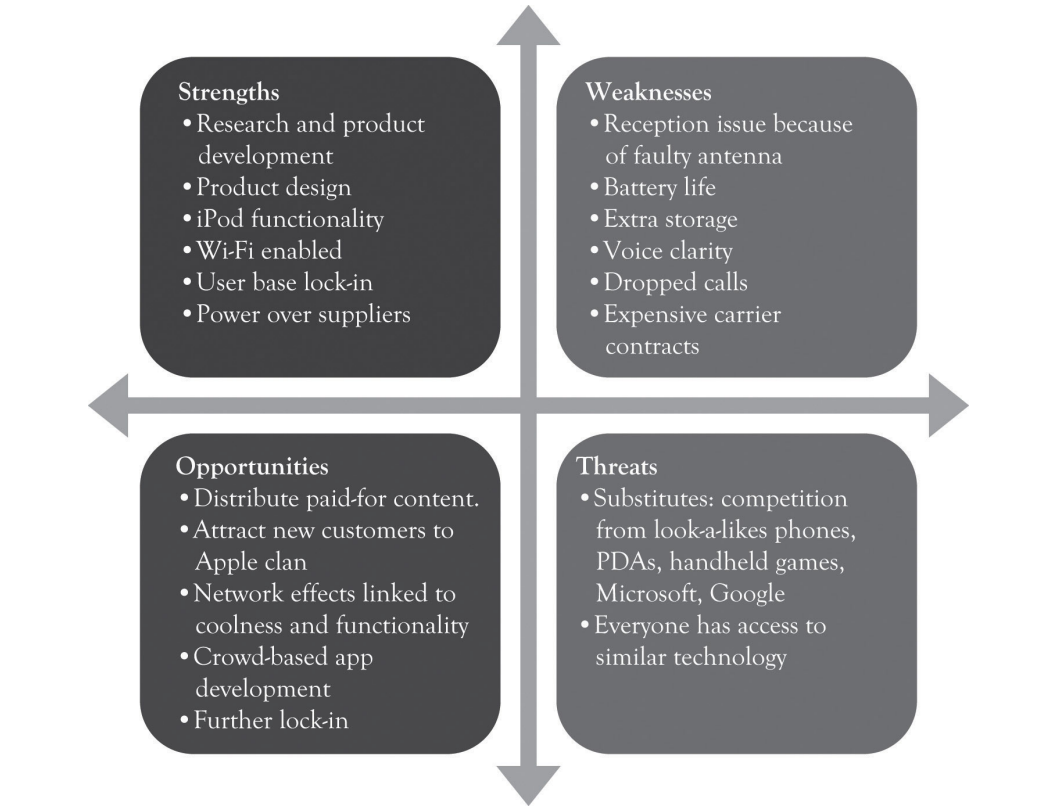 Strengths
• Research and product
development
• Product design
• iPod functionality
• Wi-Fi enabled
• User base lock-in
• Power over suppliers
Weaknesses
• Reception issue because
of faulty antenna
• Battery life
• Extra storage
• Voice clarity
• Dropped calls
• Expensive carrier
contracts
Opportunities
• Distribute paid-for content.
• Attract new customers to
Apple clan
• Network effects linked to
coolness and functionality
• Crowd-based app
development
• Further lock-in
Threats
• Substitutes: competition
from look-a-likes phones,
PDAs, handheld games,
Microsoft, Google
• Everyone has access to
similar technology